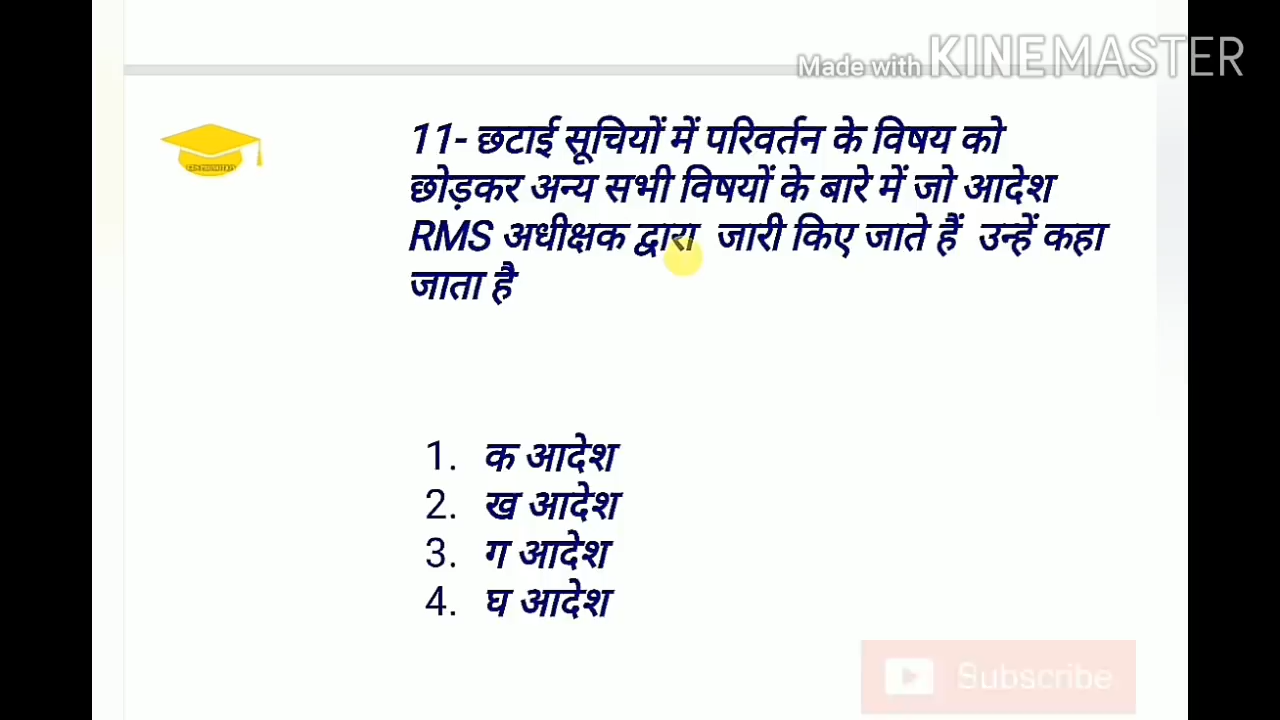 Made with KINEMASTER
11- छटाई सूचियों में परिवर्तन के विषय को
छोड़कर अन्य सभी विषयों के बारे में जो आदेश
RMS अधीक्षक द्वारा जारी किए जाते हैं उन्हें कहा
जाता है
1. क आदेश
2. ख आदेश
3. ग आदेश
4. घ आदेश
Subscribe